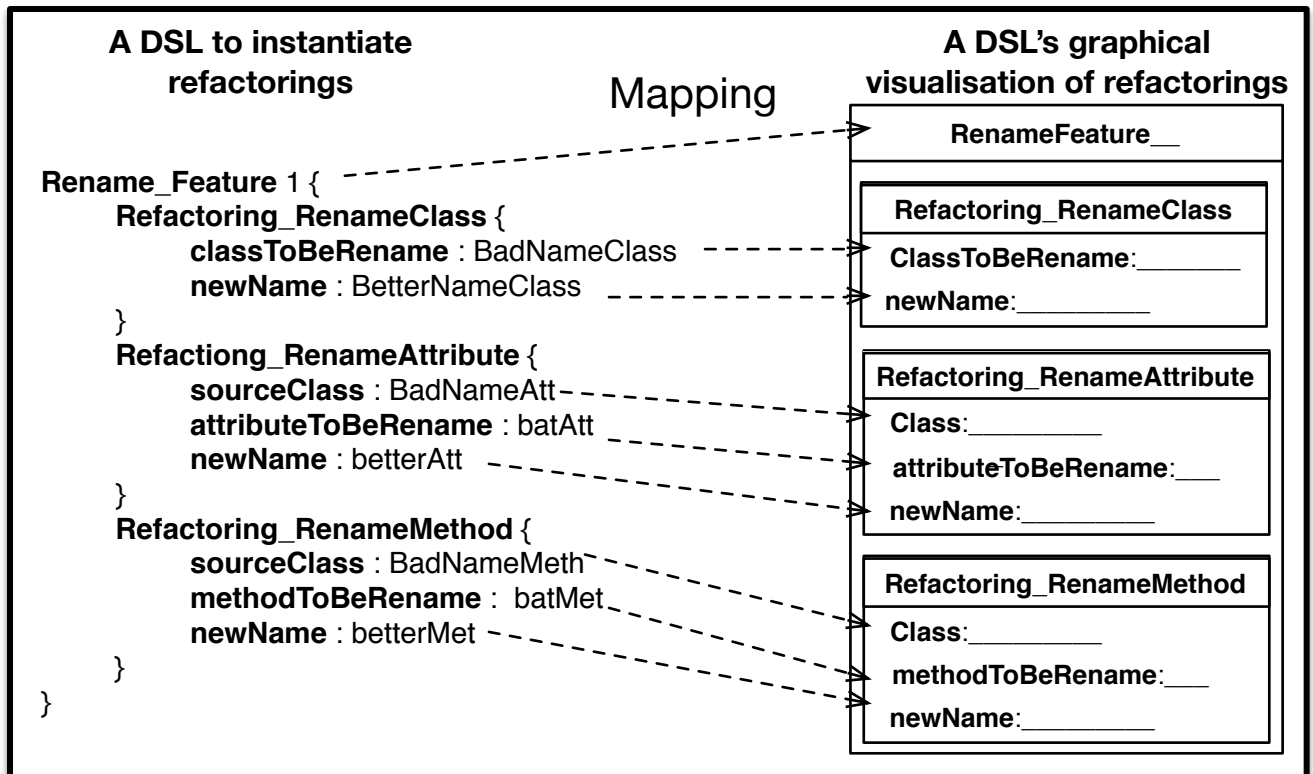 A DSL to instantiate
refactorings
Mapping
A DSL's graphical
visualisation of refactorings
Rename_Feature 1 {
Refactoring_RenameClass {
classToBeRename : BadNameClass
newName : BetterNameClass
}
Refactiong_RenameAttribute {
sourceClass : BadNameAtt
attributeToBeRename : batAtt
newName : betterAtt
}
Refactoring_RenameMethod {
sourceClass : BadNameMeth
methodToBeRename :  batMet
newName : betterMet
}
}
RenameFeature__
Refactoring_RenameClass
ClassToBeRename:_______
newName:_________
Refactoring_RenameAttribute
Class:_________
attributeToBeRename:___
newName:_________
Refactoring_RenameMethod
Class:_________
methodToBeRename:___
newName:_________